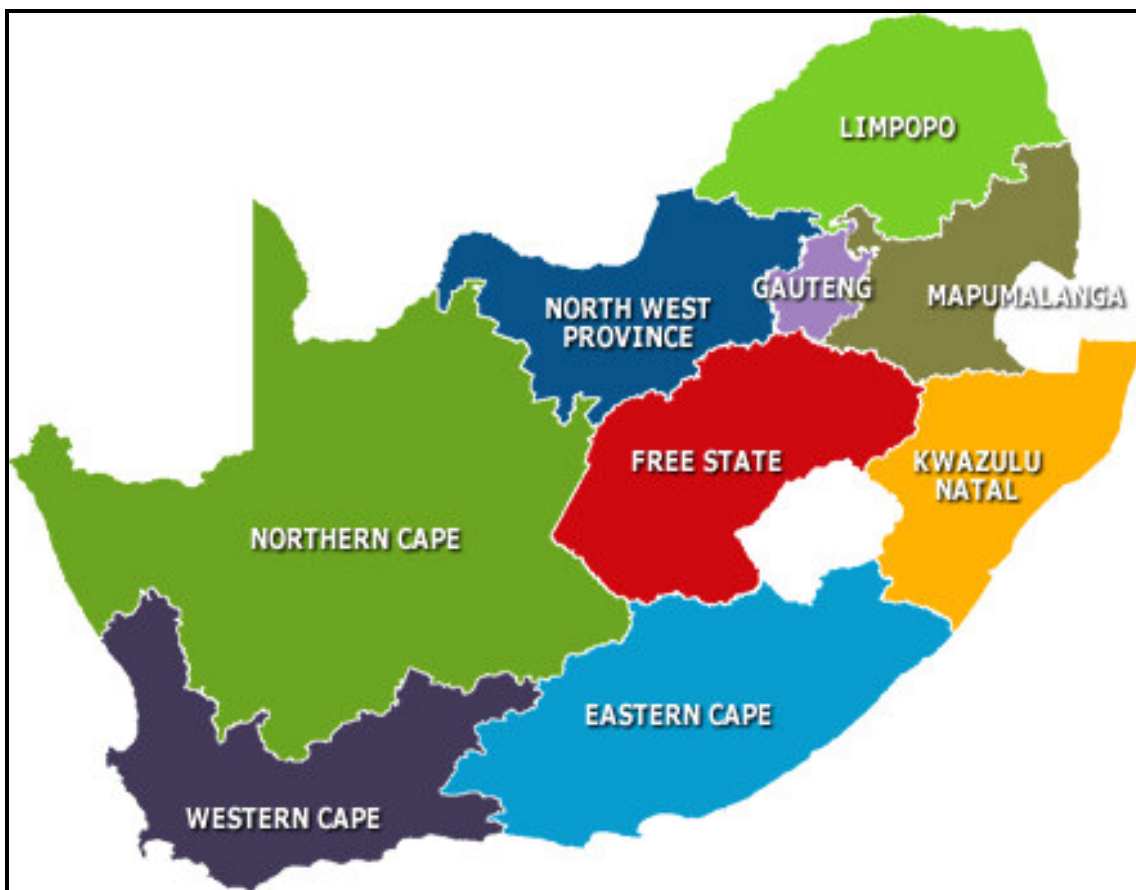 LIMPOPO
GAUTENG
MAPUMALANGA
NORTH WEST
PROVINCE
FREE STATE
KWAZULU
NATAL
NORTHERN CAPE
EASTERN CAPE
WESTERN CAPE